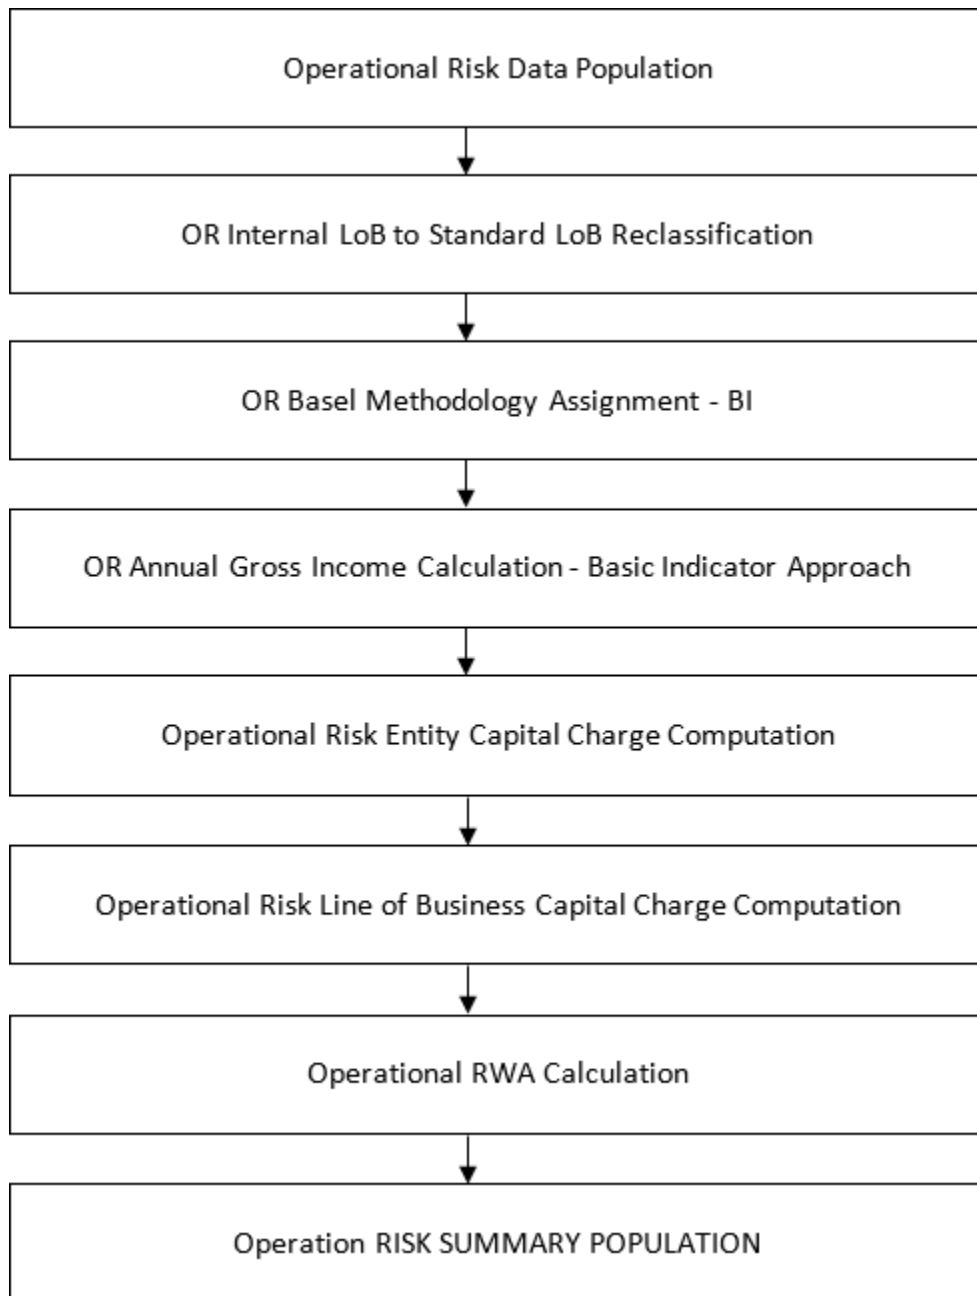 Operational Risk Data Population
OR Internal LoB to Standard LoB Reclassification
OR Basel Methodology Assignment - BI
OR Annual Gross Income Calculation - Basic Indicator Approach
Operational Risk Entity Capital Charge Computation
Operational Risk Line of Business Capital Charge Computation
Operational RWA Calculation
Operation RISK SUMMARY POPULATION